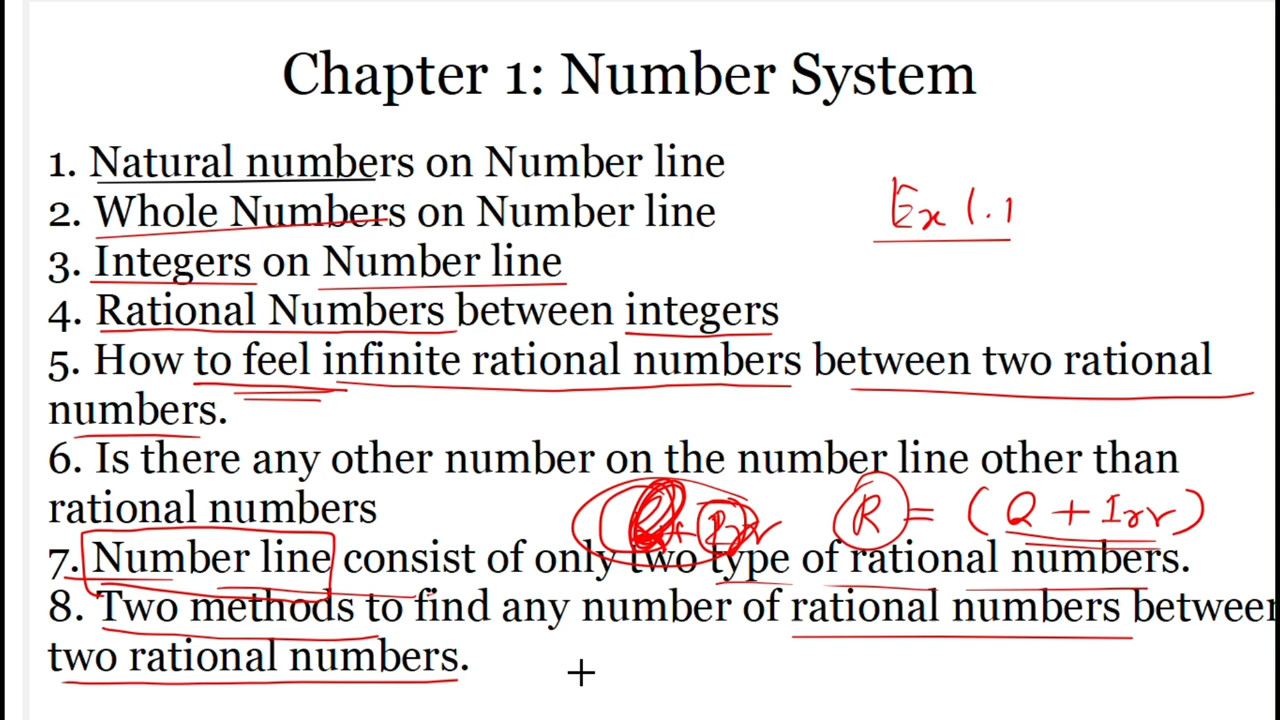 Chapter 1: Number System
1. Natural numbers on Number line
2. Whole Numbers on Number line
Ex 1.1
3. Integers on Number line
4. Rational Numbers between integers
5. How to feel infinite rational numbers between two rational
numbers.
6. Is there any other number on the number line other than
rational numbers
R = (Q + Irr)
7. Number line consist of only two type of rational numbers.
8. Two methods to find any number of rational numbers between
two rational numbers.